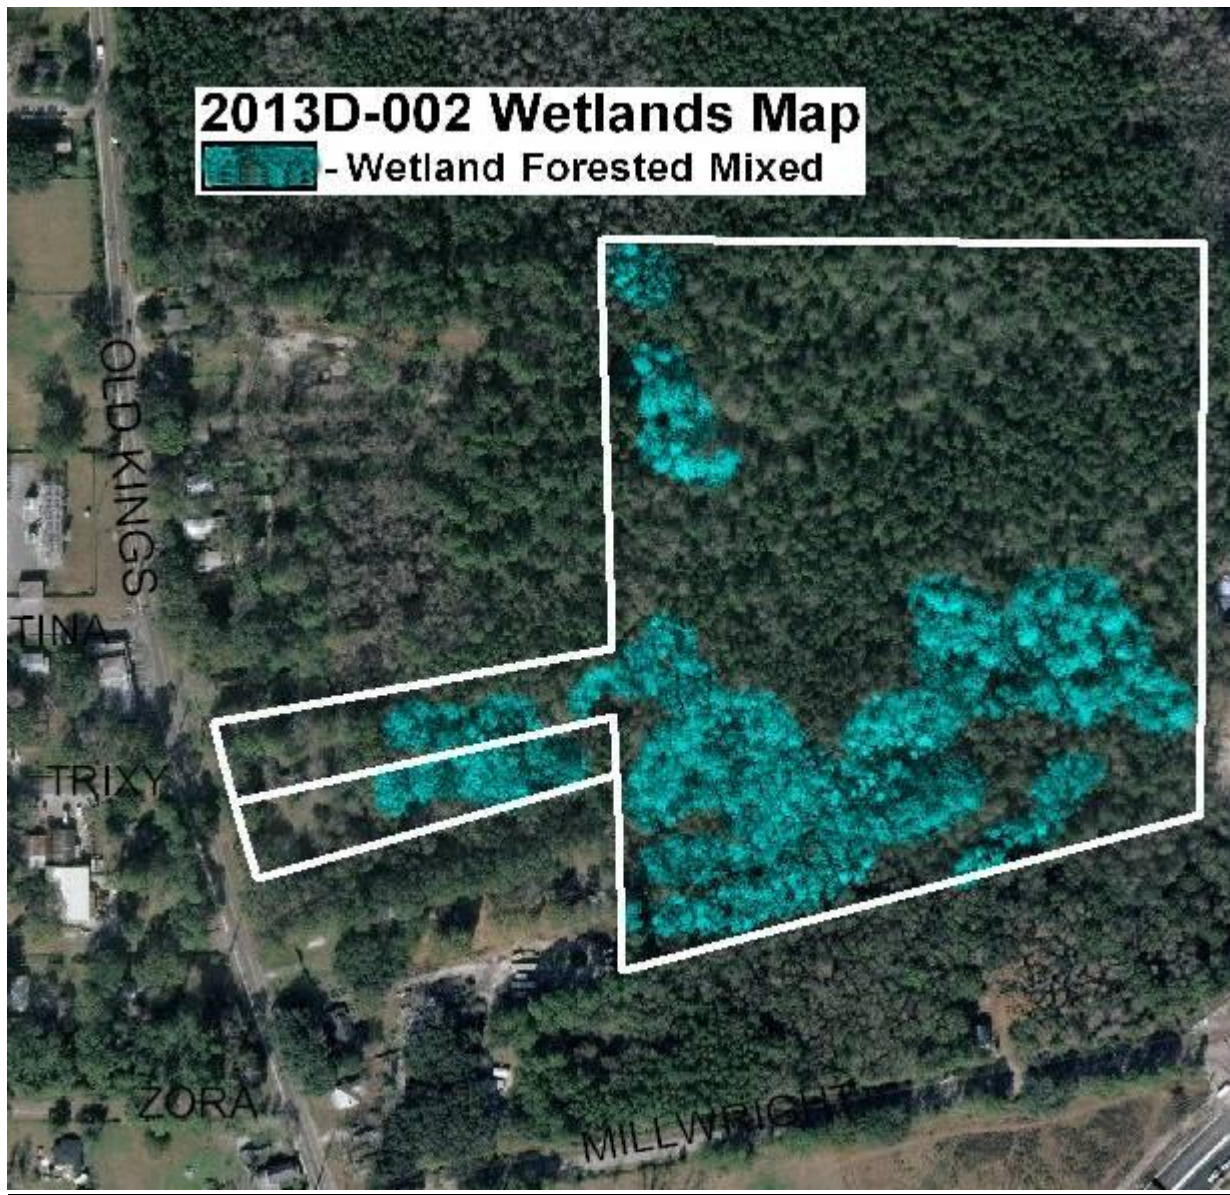 2013D-002 Wetlands Map
- Wetland Forested Mixed
OLD KINGS
TINA
TRIXY
ZORA
MILLWRIGHT